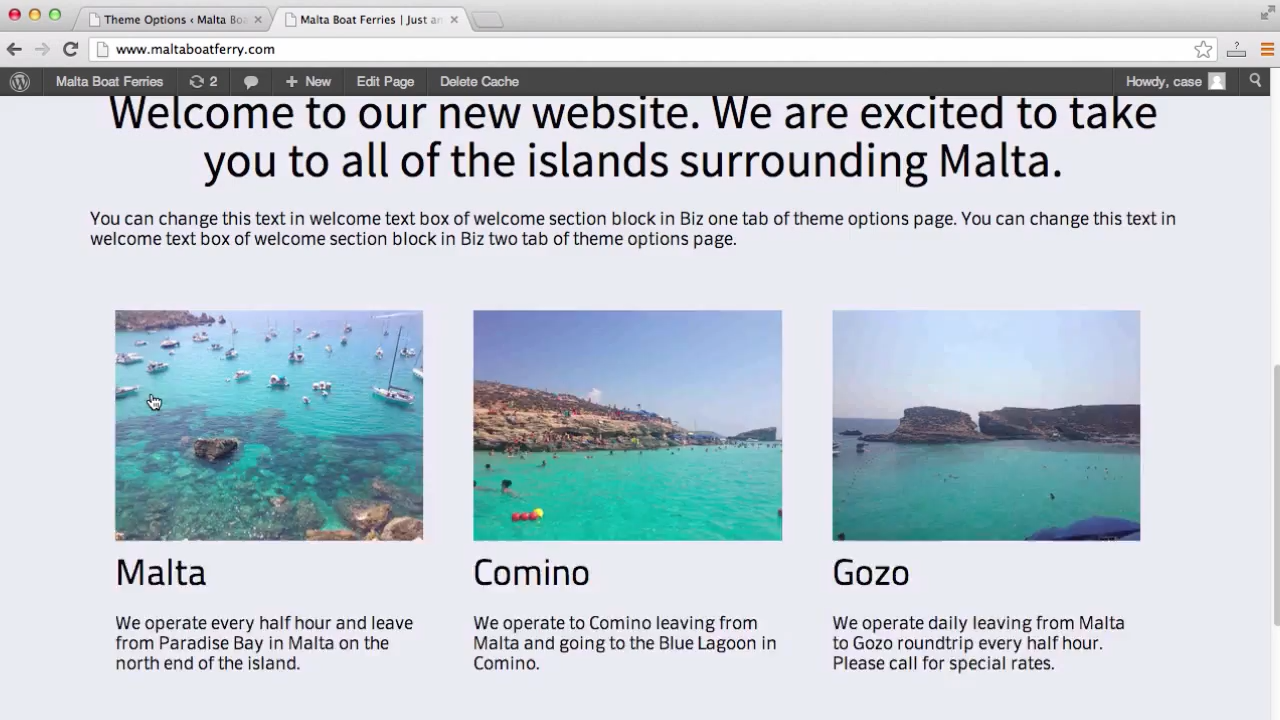 Theme Options ‹ Malta Boa
Malta Boat Ferries | Just an
www.maltaboatferry.com
Malta Boat Ferries 2 New Edit Page Delete Cache Howdy, case
Welcome to our new website. We are excited to take
you to all of the islands surrounding Malta.
You can change this text in welcome text box of welcome section block in Biz one tab of theme options page. You can change this text in
welcome text box of welcome section block in Biz two tab of theme options page.
Malta
We operate every half hour and leave
from Paradise Bay in Malta on the
north end of the island.
Comino
We operate to Comino leaving from
Malta and going to the Blue Lagoon in
Comino.
Gozo
We operate daily leaving from Malta
to Gozo roundtrip every half hour.
Please call for special rates.